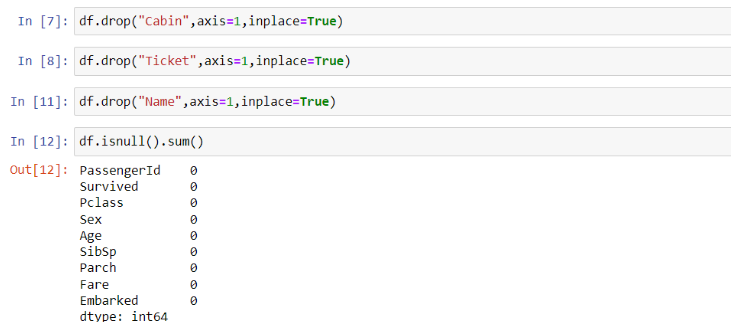 In [7]: df.drop("Cabin",axis=1,inplace=True)
In [8]: df.drop("Ticket",axis=1,inplace=True)
In [11]: df.drop("Name",axis=1,inplace=True)
In [12]: df.isnull().sum()
Out[12]: PassengerId    0
Survived       0
Pclass         0
Sex            0
Age            0
SibSp          0
Parch          0
Fare           0
Embarked       0
dtype: int64